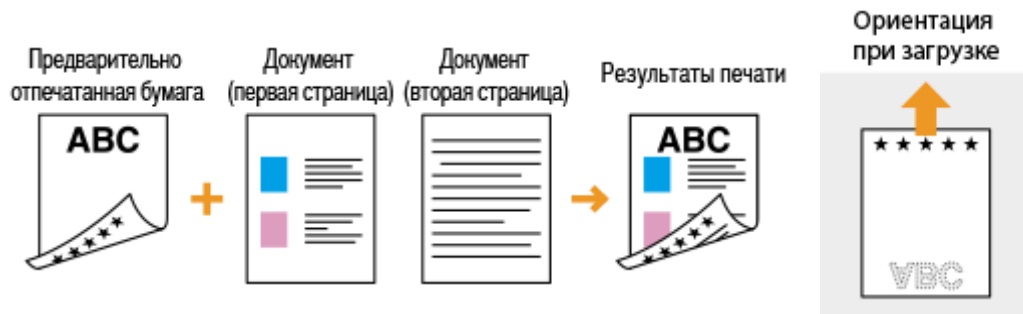 Предварительно
отпечатанная бумага
Документ
(первая страница)
Документ
(вторая страница)
Результаты печати
Ориентация
при загрузке
ABC
ABC
ABC